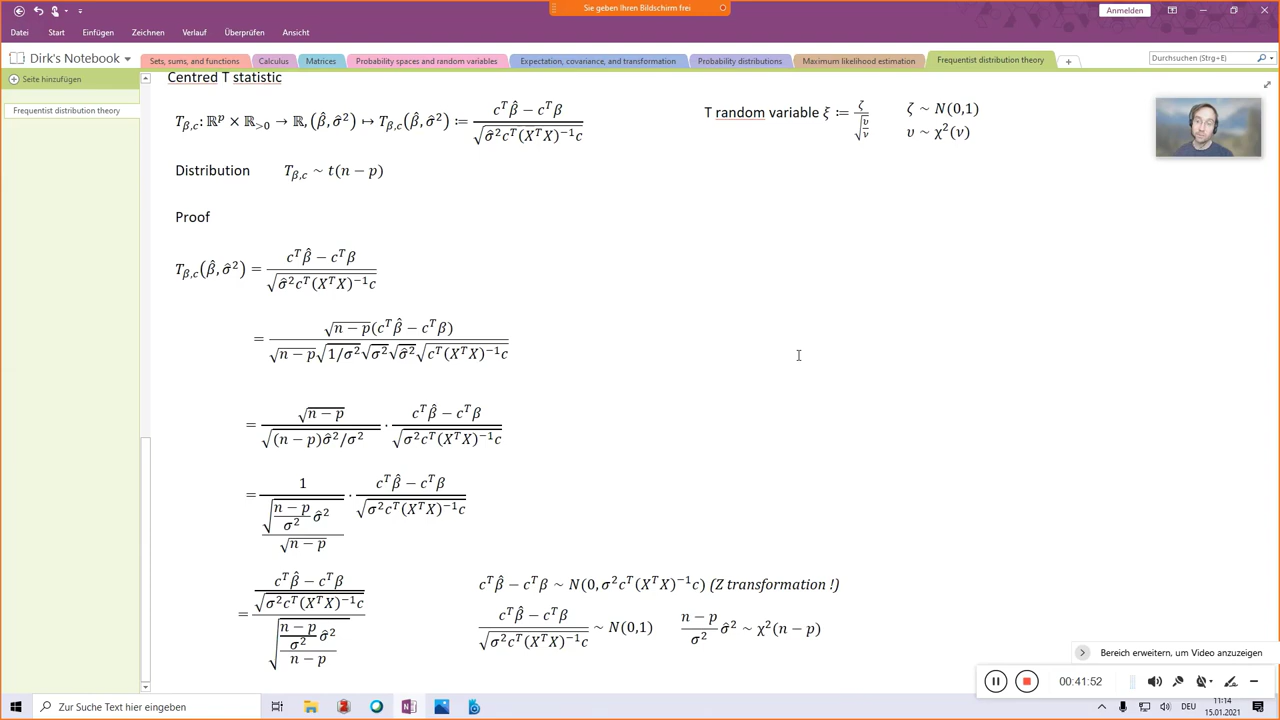 Sie geben Ihren Bildschirm frei
Anmelden
Datei Start Einfügen Zeichnen Verlauf Überprüfen Ansicht
Dirk's Notebook
Sets, sums, and functions Calculus Matrices Probability spaces and random variables Expectation, covariance, and transformation Probability distributions Maximum likelihood estimation Frequentist distribution theory
Durchsuchen (Strg+E)
Seite hinzufügen
Frequentist distribution theory
Centred T statistic
T_{β,c}: ℝ^p × ℝ_{>0} → ℝ, (β̂, σ̂²) ↦ T_{β,c}(β̂, σ̂²) ≔ (c^T β̂ − c^T β) / √(σ̂² c^T (X^T X)^{−1} c)
T random variable ξ ≔ ζ / √(υ/ν)
ζ ~ N(0,1)
υ ~ χ²(ν)
Distribution T_{β,c} ~ t(n − p)
Proof
T_{β,c}(β̂, σ̂²) = (c^T β̂ − c^T β) / √(σ̂² c^T (X^T X)^{−1} c)
= √(n − p)(c^T β̂ − c^T β) / (√(n − p) √(1/σ²) √(σ²) √(σ̂²) √(c^T (X^T X)^{−1} c))
= √(n − p) / √((n − p)σ̂²/σ²) · (c^T β̂ − c^T β) / √(σ² c^T (X^T X)^{−1} c)
= 1 / (√((n − p)/σ² σ̂²) / √(n − p)) · (c^T β̂ − c^T β) / √(σ² c^T (X^T X)^{−1} c)
= ((c^T β̂ − c^T β) / √(σ² c^T (X^T X)^{−1} c)) / √(((n − p)/σ² σ̂²) / (n − p))
c^T β̂ − c^T β ~ N(0, σ² c^T (X^T X)^{−1} c) (Z transformation !)
(c^T β̂ − c^T β) / √(σ² c^T (X^T X)^{−1} c) ~ N(0,1)
(n − p)/σ² σ̂² ~ χ²(n − p)
Bereich erweitern, um Video anzuzeigen
00:41:52
Zur Suche Text hier eingeben
DEU
11:14
15.01.2021